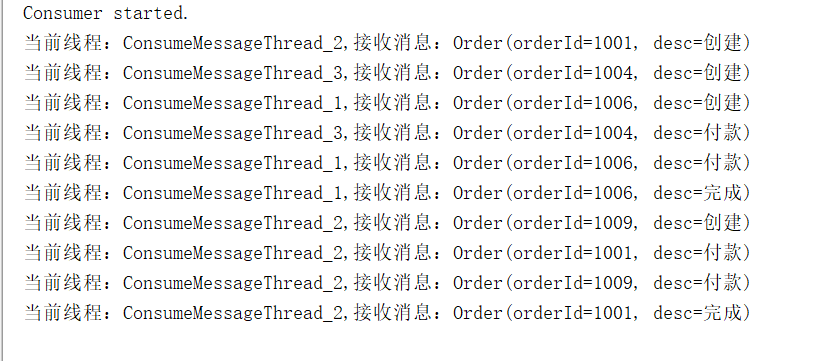 Consumer started.
当前线程：ConsumeMessageThread_2,接收消息：Order(orderId=1001, desc=创建)
当前线程：ConsumeMessageThread_3,接收消息：Order(orderId=1004, desc=创建)
当前线程：ConsumeMessageThread_1,接收消息：Order(orderId=1006, desc=创建)
当前线程：ConsumeMessageThread_3,接收消息：Order(orderId=1004, desc=付款)
当前线程：ConsumeMessageThread_1,接收消息：Order(orderId=1006, desc=付款)
当前线程：ConsumeMessageThread_1,接收消息：Order(orderId=1006, desc=完成)
当前线程：ConsumeMessageThread_2,接收消息：Order(orderId=1009, desc=创建)
当前线程：ConsumeMessageThread_2,接收消息：Order(orderId=1001, desc=付款)
当前线程：ConsumeMessageThread_2,接收消息：Order(orderId=1009, desc=付款)
当前线程：ConsumeMessageThread_2,接收消息：Order(orderId=1001, desc=完成)